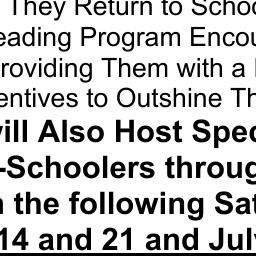 They Return to Schoo
eading Program Encou
roviding Them with a
entives to Outshine Th
ill Also Host Spec
-Schoolers throug
the following Sat
14 and 21 and July